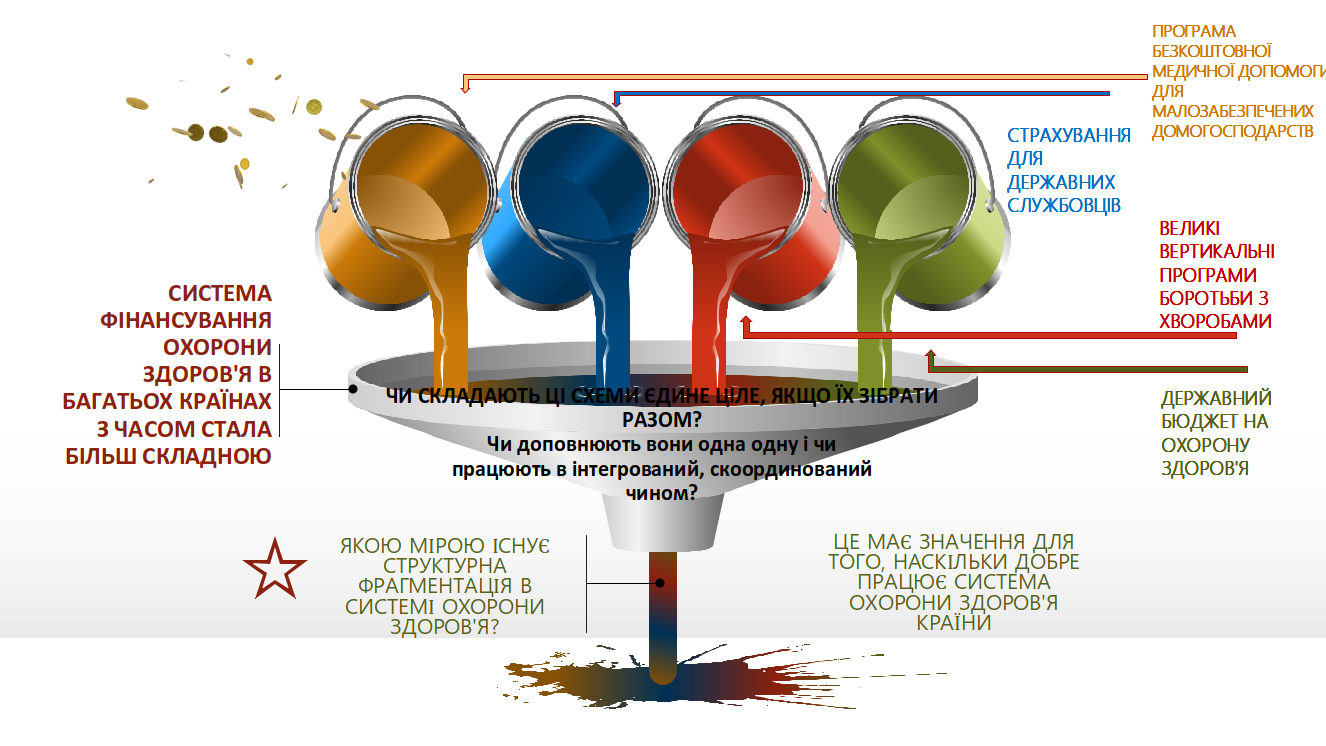 ПРОГРАМА
БЕЗКОШТОВНОЇ
МЕДИЧНОЇ ДОПОМОГИ
ДЛЯ
МАЛОЗАБЕЗПЕЧЕНИХ
ДОМОГОСПОДАРСТВ
СТРАХУВАННЯ
ДЛЯ
ДЕРЖАВНИХ
СЛУЖБОВЦІВ
ВЕЛИКІ
ВЕРТИКАЛЬНІ
ПРОГРАМИ
БОРОТЬБИ З
ХВОРОБАМИ
СИСТЕМА
ФІНАНСУВАННЯ
ОХОРОНИ
ЗДОРОВ'Я В
БАГАТЬОХ КРАЇНАХ
З ЧАСОМ СТАЛА
БІЛЬШ СКЛАДНОЮ
ЧИ СКЛАДАЮТЬ ЦІ СХЕМИ ЄДИНЕ ЦІЛЕ, ЯКЩО ЇХ ЗІБРАТИ
РАЗОМ?
Чи доповнюють вони одна одну і чи
працюють в інтегрований, скоординований
чином?
ДЕРЖАВНИЙ
БЮДЖЕТ НА
ОХОРОНУ
ЗДОРОВ'Я
ЯКОЮ МІРОЮ ІСНУЄ
СТРУКТУРНА
ФРАГМЕНТАЦІЯ В
СИСТЕМІ ОХОРОНИ
ЗДОРОВ'Я?
ЦЕ МАЄ ЗНАЧЕННЯ ДЛЯ
ТОГО, НАСКІЛЬКИ ДОБРЕ
ПРАЦЮЄ СИСТЕМА
ОХОРОНИ ЗДОРОВ'Я
КРАЇНИ